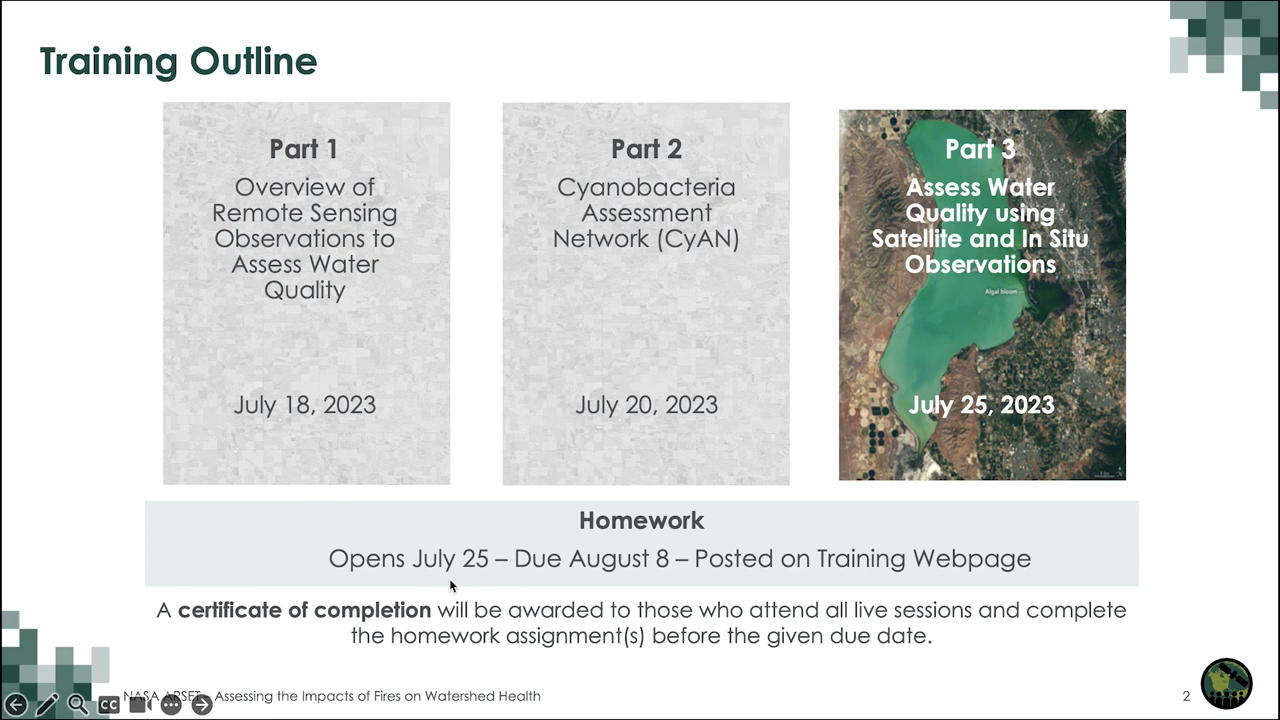 Training Outline
Part 1
Overview of
Remote Sensing
Observations to
Assess Water
Quality
July 18, 2023
Part 2
Cyanobacteria
Assessment
Network (CyAN)
July 20, 2023
Part 3
Assess Water
Quality using
Satellite and In Situ
Observations
Algal bloom
July 25, 2023
Homework
Opens July 25 – Due August 8 – Posted on Training Webpage
A certificate of completion will be awarded to those who attend all live sessions and complete
the homework assignment(s) before the given due date.
CC
NASA ARSET – Assessing the Impacts of Fires on Watershed Health
2